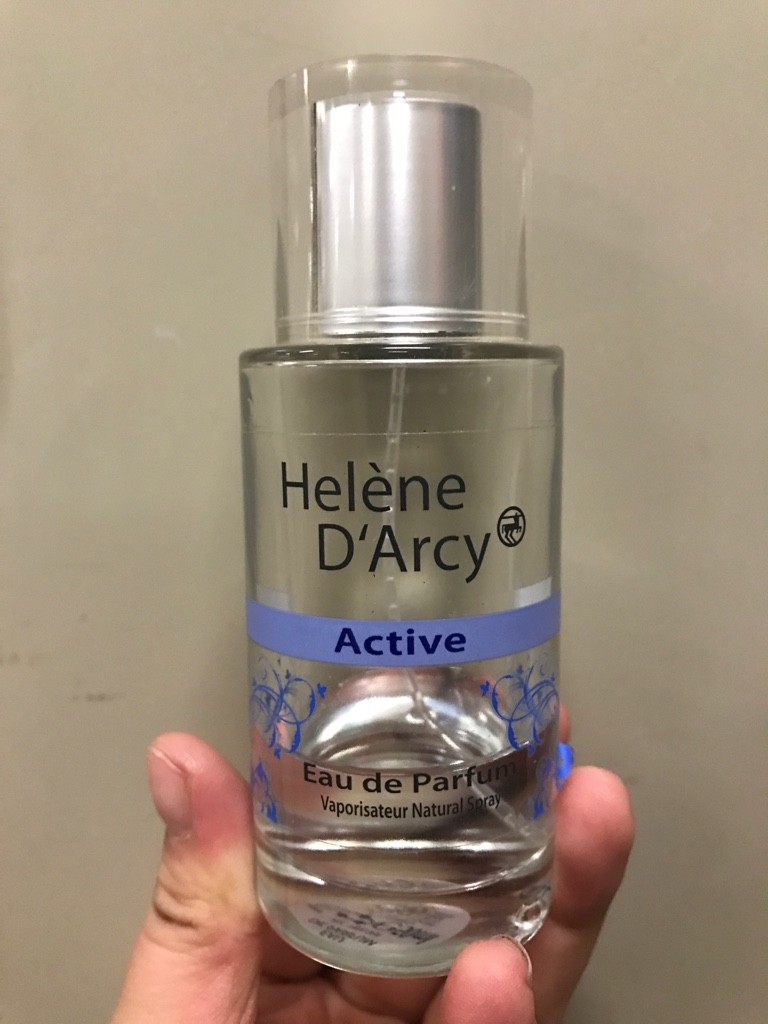 Helène
D'Arcy
Active
Eau de Parfum
Vaporisateur Natural Spray